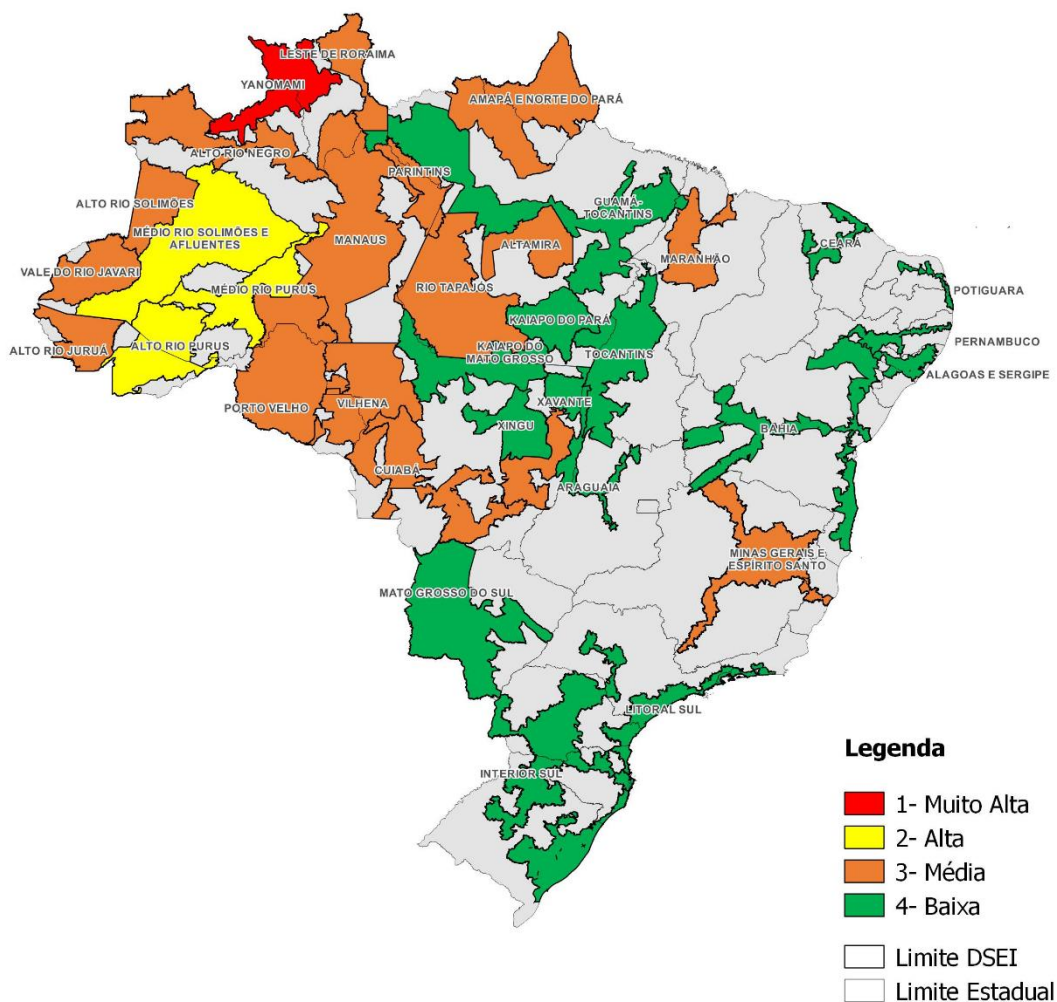 LESTE DE RORAIMA
YANOMAMI
AMAPÁ E NORTE DO PARÁ
ALTO RIO NEGRO
PARINTINS
ALTO RIO SOLIMÕES
GUAMÁ-
TOCANTINS
MÉDIO RIO SOLIMÕES E
AFLUENTES
MANAUS
ALTAMIRA
MARANHÃO
CEARÁ
VALE DO RIO JAVARI
MÉDIO RIO PURUS
RIO TAPAJÓS
POTIGUARA
KAIAPO DO PARÁ
ALTO RIO JURUÁ
ALTO RIO PURUS
KAIAPO DO
MATO GROSSO
TOCANTINS
PERNAMBUCO
ALAGOAS E SERGIPE
PORTO VELHO
VILHENA
XAVANTE
XINGU
BAHIA
CUIABÁ
ARAGUAIA
MINAS GERAIS E
ESPÍRITO SANTO
MATO GROSSO DO SUL
LITORAL SUL
INTERIOR SUL
Legenda
1- Muito Alta
2- Alta
3- Média
4- Baixa
Limite DSEI
Limite Estadual